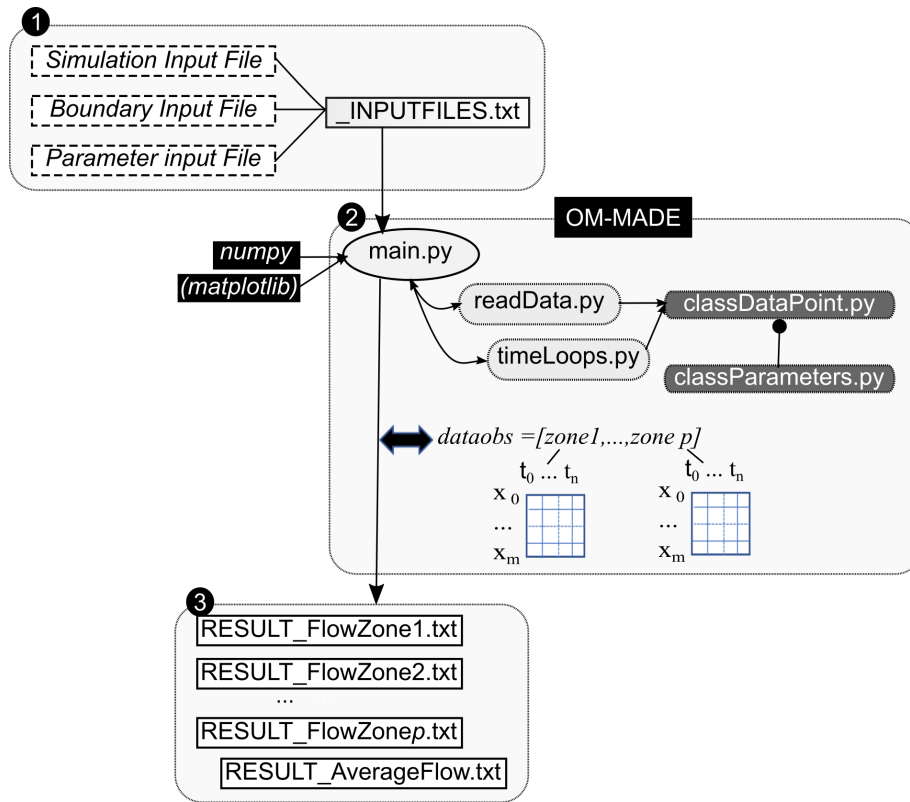 1
Simulation Input File
Boundary Input File
_INPUTFILES.txt
Parameter input File
2
OM-MADE
numpy
main.py
(matplotlib)
readData.py
classDataPoint.py
timeLoops.py
classParameters.py
dataobs =[zone1,...,zone p]
t0 ... tn
t0 ... tn
x 0
x 0
...
...
xm
xm
3
RESULT_FlowZone1.txt
RESULT_FlowZone2.txt
...
RESULT_FlowZonep.txt
RESULT_AverageFlow.txt